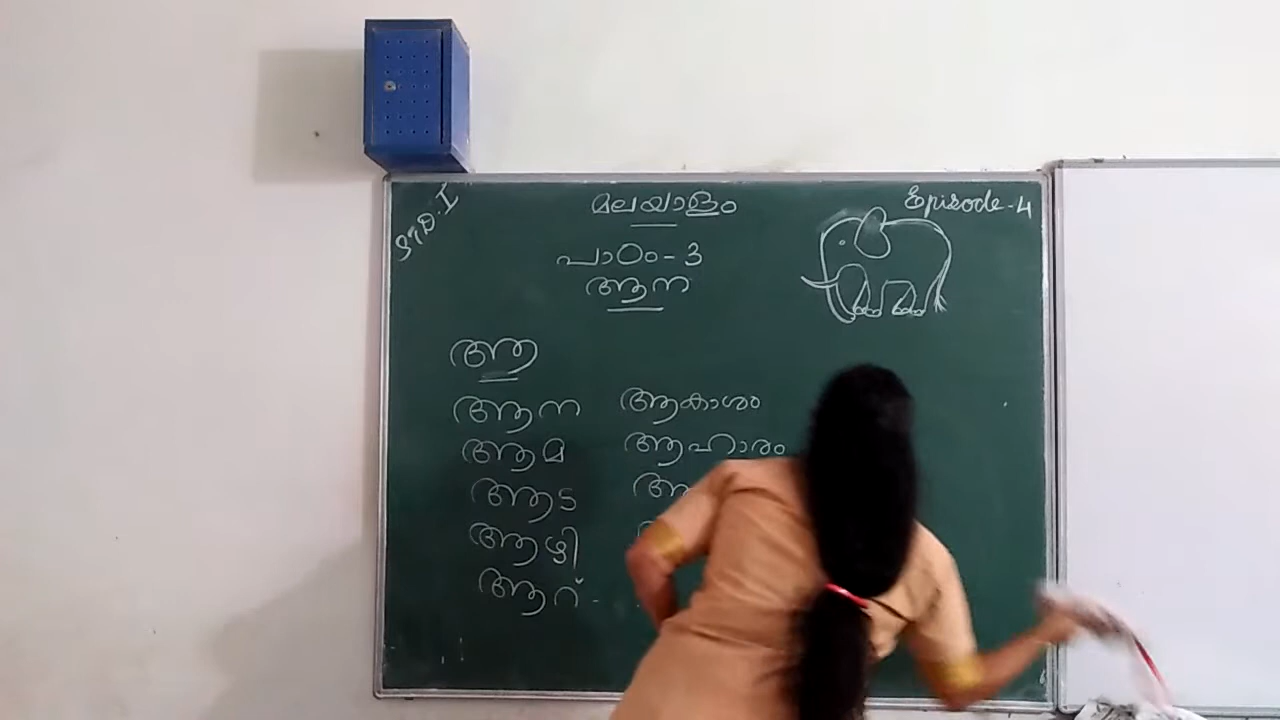 STD. I
മലയാളം
Episode-4
പാഠം-3
ആന
ആ
ആന ആകാശം
ആമ ആഹാരം
ആട
ആഴി
ആറ് -